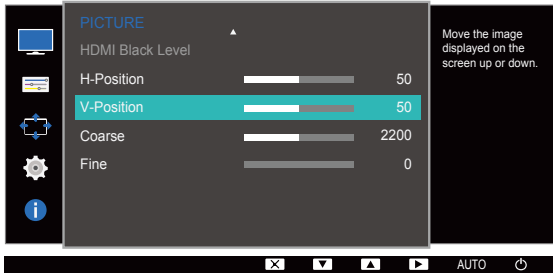 PICTURE
HDMI Black Level
H-Position 50
V-Position 50
Coarse 2200
Fine 0
Move the image
displayed on the
screen up or down.
AUTO